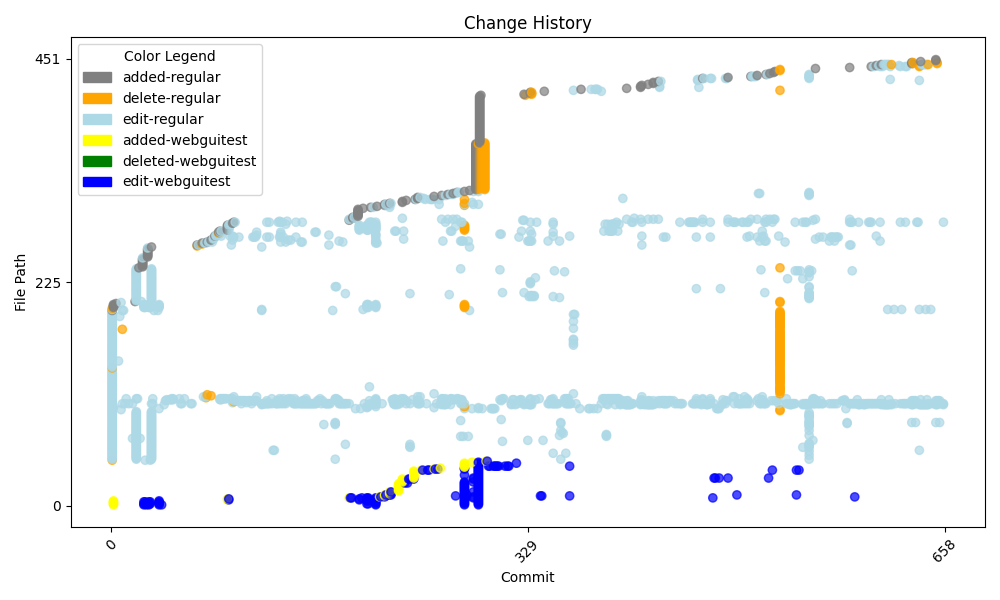 Change History
451
Color Legend
added-regular
delete-regular
edit-regular
added-webguitest
deleted-webguitest
edit-webguitest
File Path
225
0
0
329
658
Commit